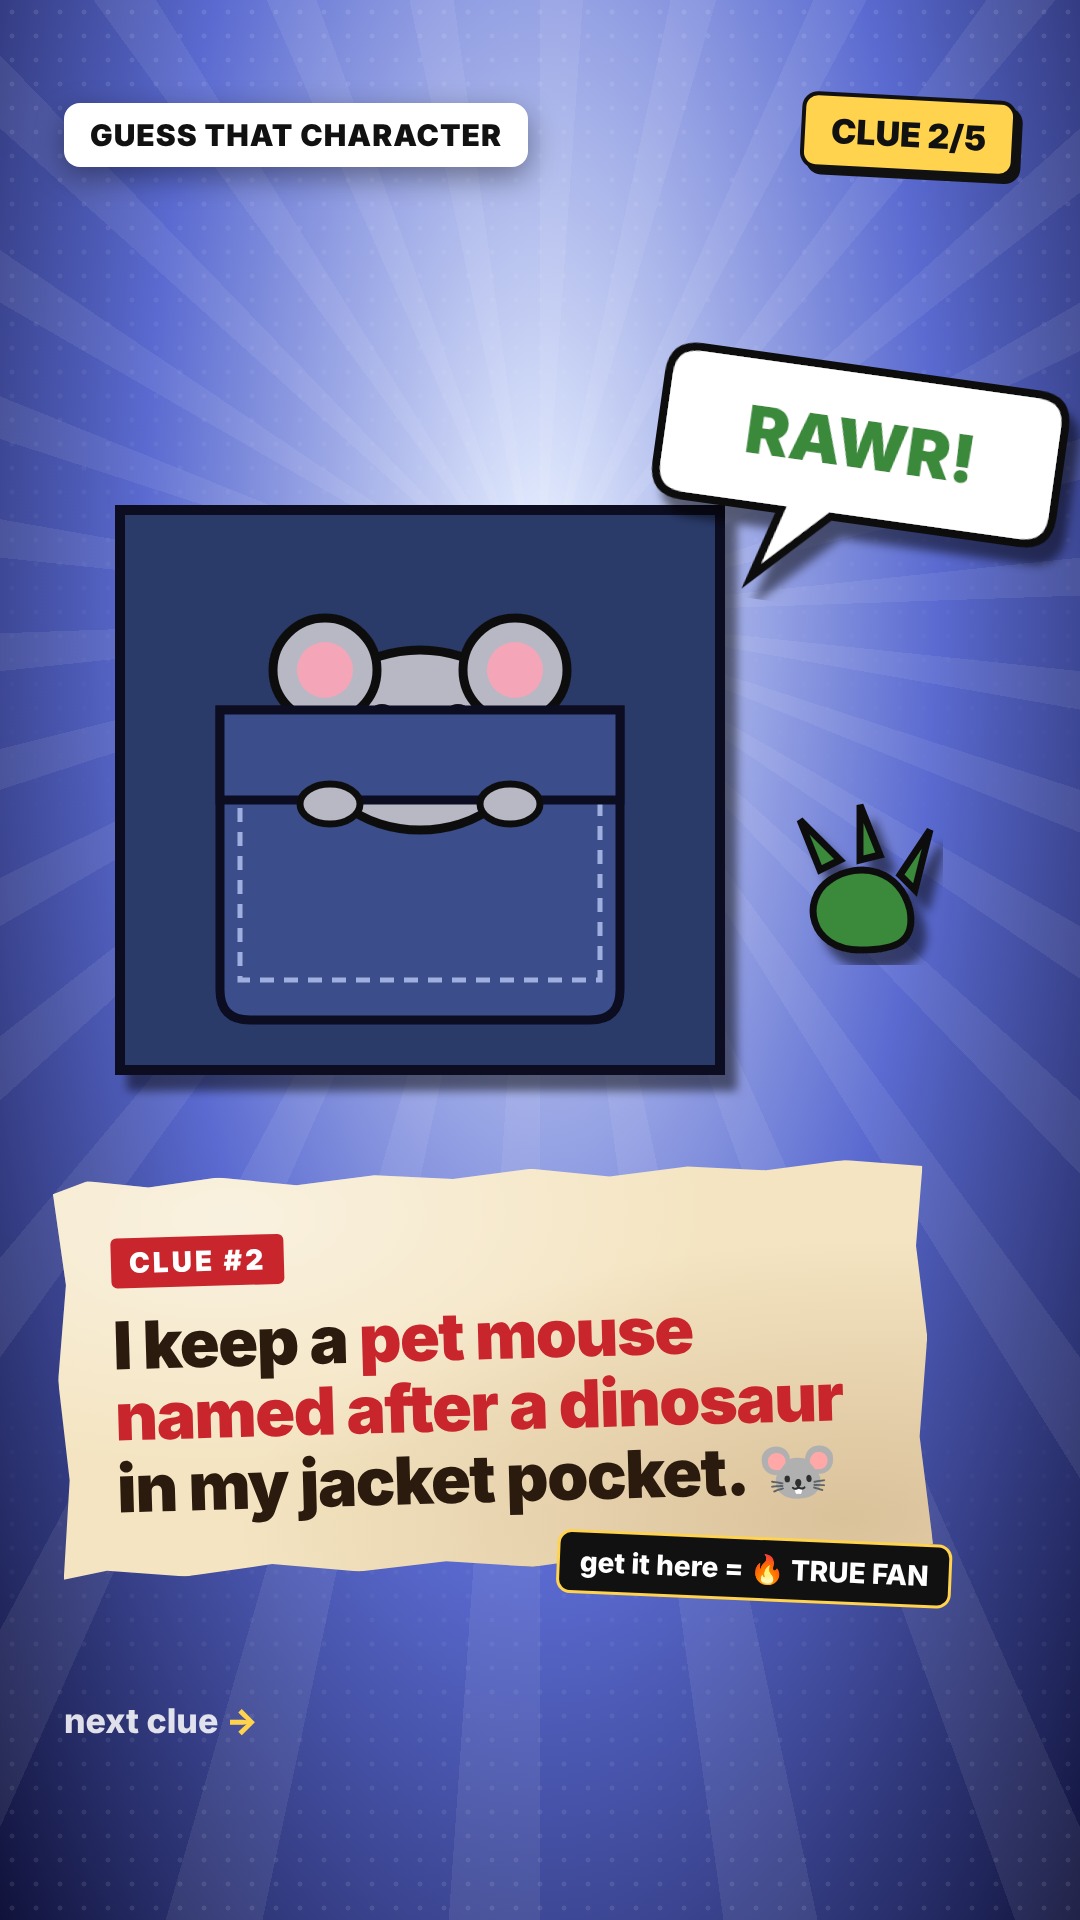 GUESS THAT CHARACTER
CLUE 2/5
RAWR!
CLUE #2
I keep a pet mouse
named after a dinosaur
in my jacket pocket. 🐭
get it here = 🔥 TRUE FAN
next clue →